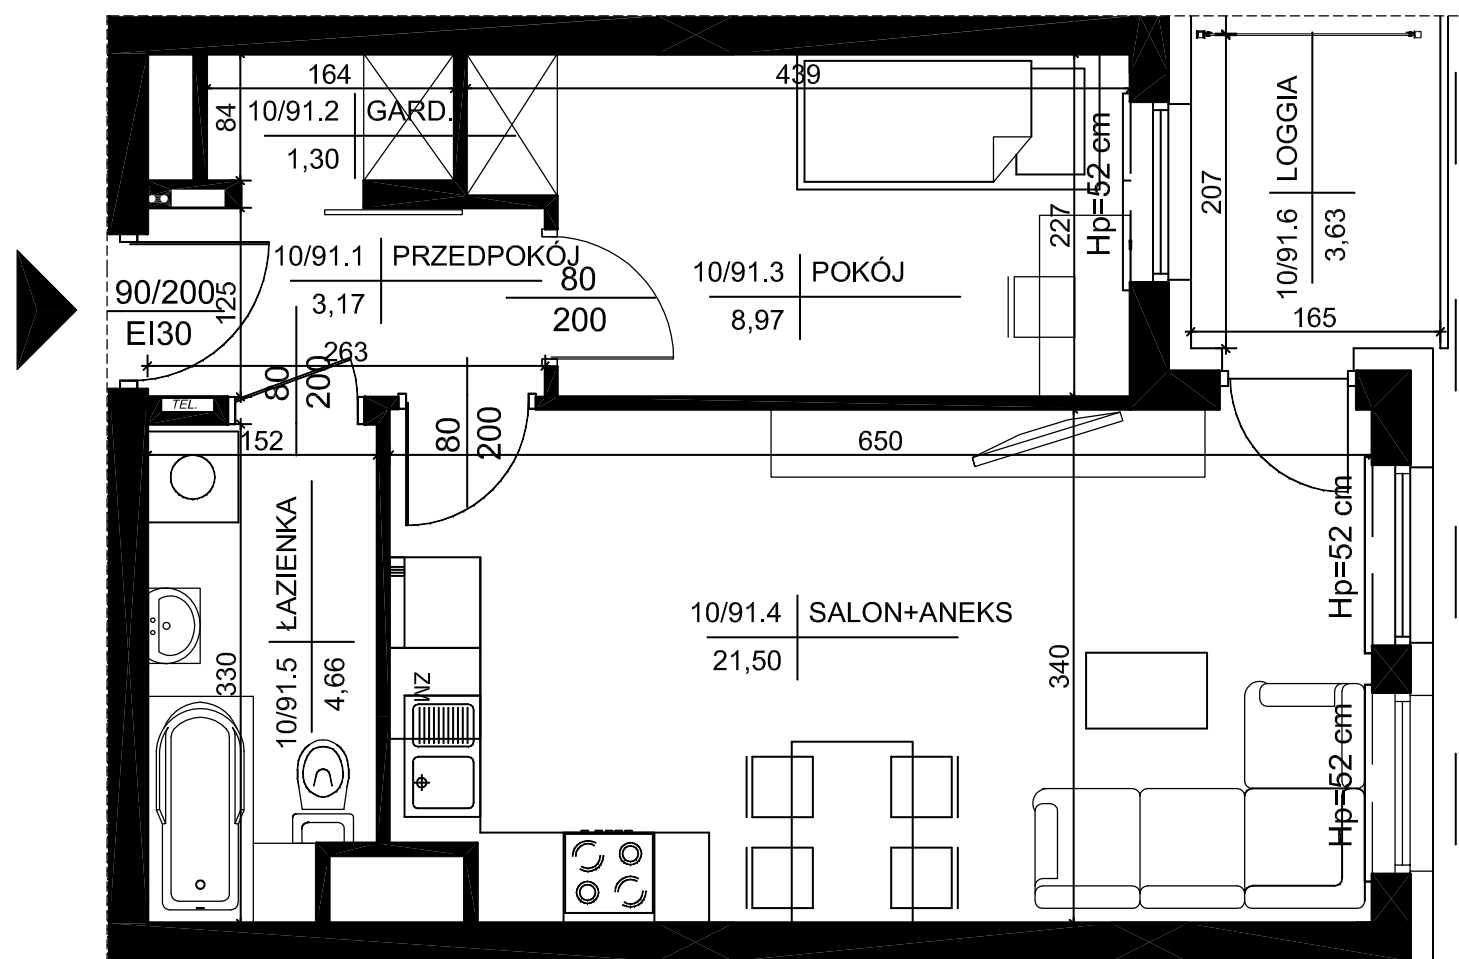 164
439
10/91.2 GARD.
84
1,30
Hp=52 cm
10/91.6 LOGGIA
3,63
207
165
10/91.1 PRZEDPOKÓJ
3,17
90/200
EI30
125
263
80
200
10/91.3 POKÓJ
8,97
227
80
200
TEL.
152
80
200
650
10/91.5 ŁAZIENKA
4,66
330
10/91.4 SALON+ANEKS
21,50
340
ZM
Hp=52 cm
Hp=52 cm